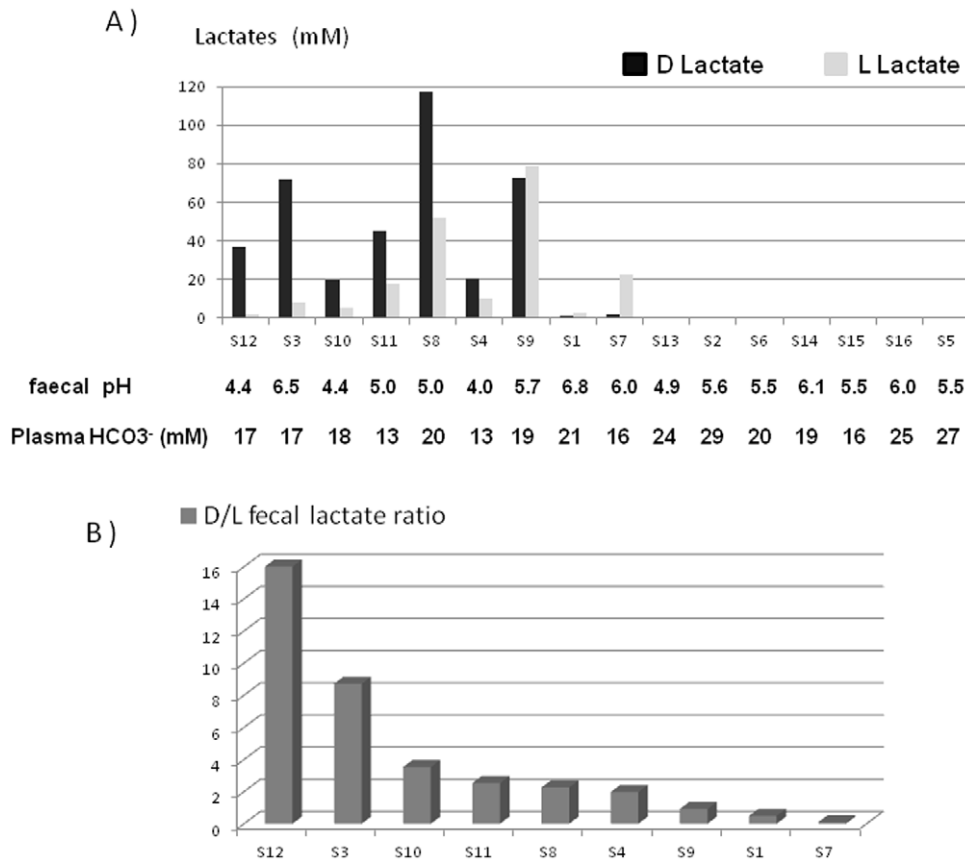 A )
Lactates (mM)
D Lactate L Lactate
120
100
80
60
40
20
0
S12 S3 S10 S11 S8 S4 S9 S1 S7 S13 S2 S6 S14 S15 S16 S5
faecal pH 4.4 6.5 4.4 5.0 5.0 4.0 5.7 6.8 6.0 4.9 5.6 5.5 6.1 5.5 6.0 5.5
Plasma HCO3- (mM) 17 17 18 13 20 13 19 21 16 24 29 20 19 16 25 27
D/L fecal lactate ratio
B )
16
14
12
10
8
6
4
2
0
S12 S3 S10 S11 S8 S4 S9 S1 S7